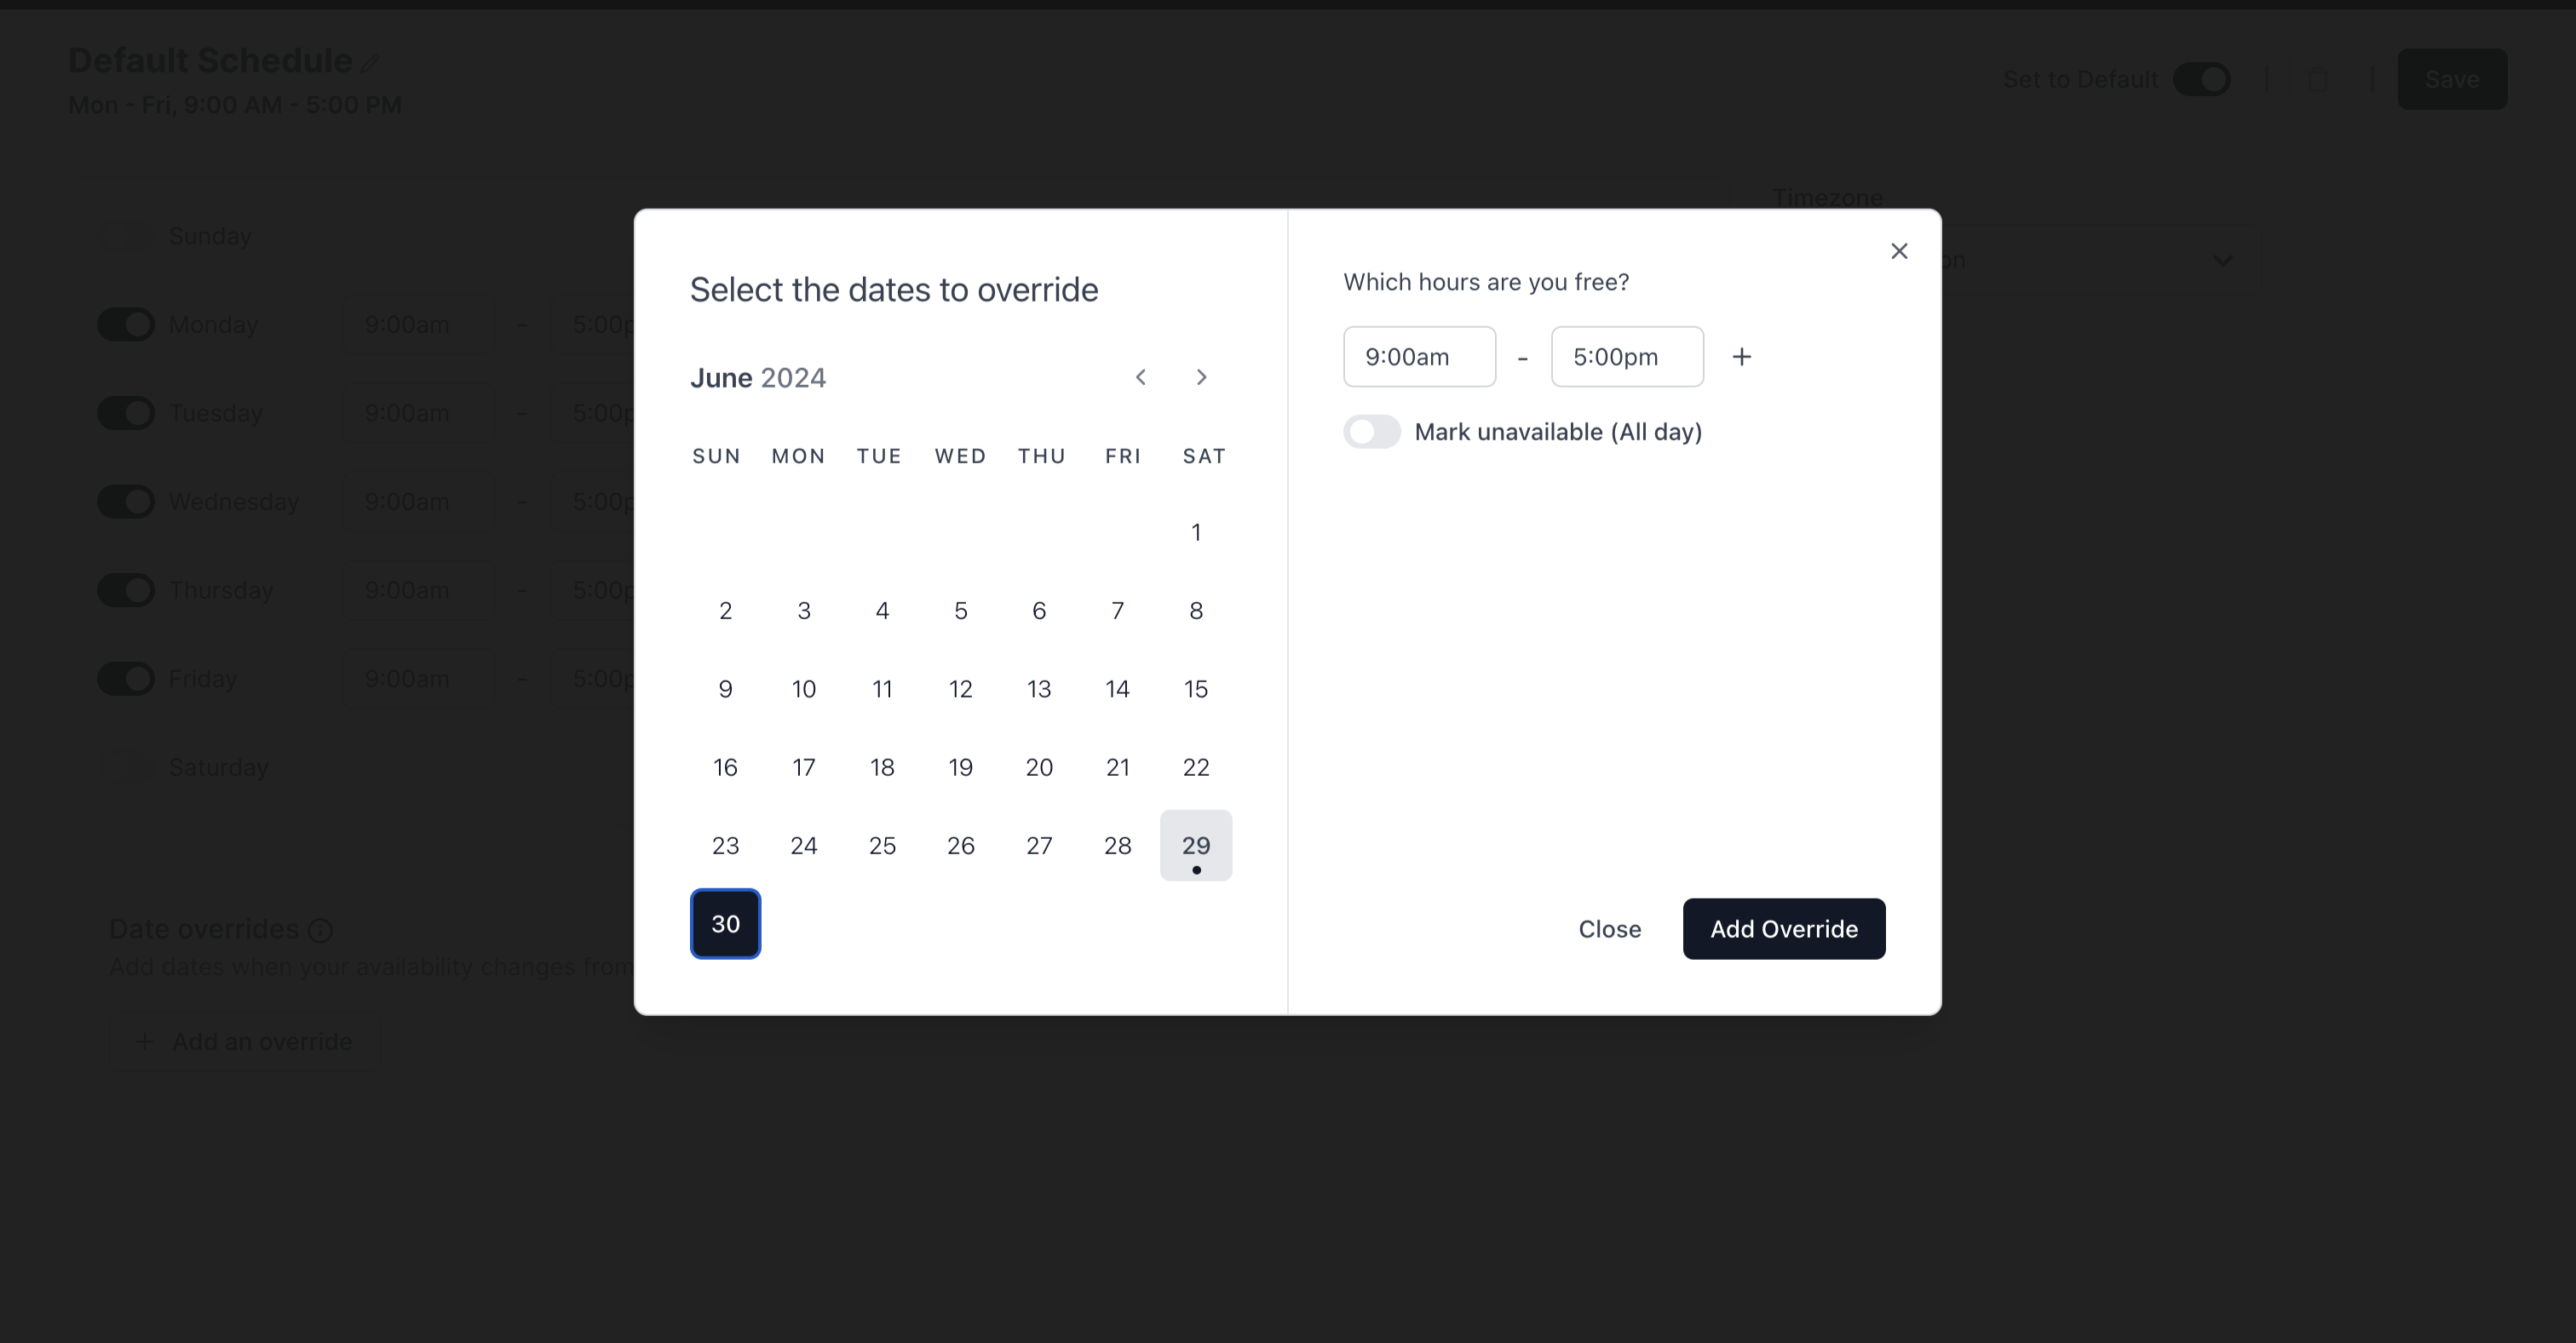 Default Schedule
Mon - Fri, 9:00 AM - 5:00 PM
Set to Default
Save
Timezone
on
Sunday
Monday 9:00am - 5:00p
Tuesday 9:00am - 5:00p
Wednesday 9:00am - 5:00p
Thursday 9:00am - 5:00p
Friday 9:00am - 5:00p
Saturday
Date overrides
Add dates when your availability changes from
+ Add an override
Select the dates to override
June 2024
SUN MON TUE WED THU FRI SAT
1
2 3 4 5 6 7 8
9 10 11 12 13 14 15
16 17 18 19 20 21 22
23 24 25 26 27 28 29
30
Which hours are you free?
9:00am - 5:00pm +
Mark unavailable (All day)
Close
Add Override